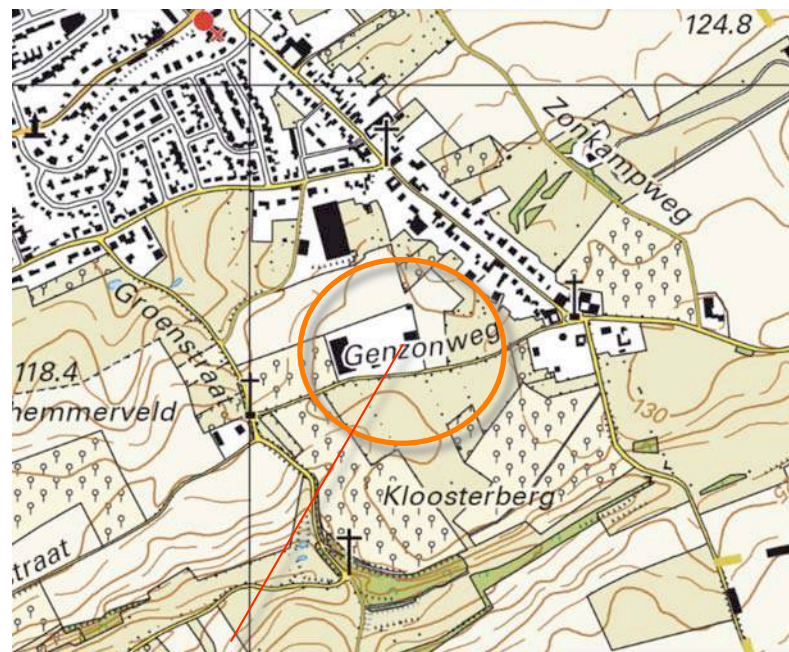 124.8
Zonkampweg
Groenstraat
Genzonweg
118.4
hemmerveld
130
Kloosterberg
straat